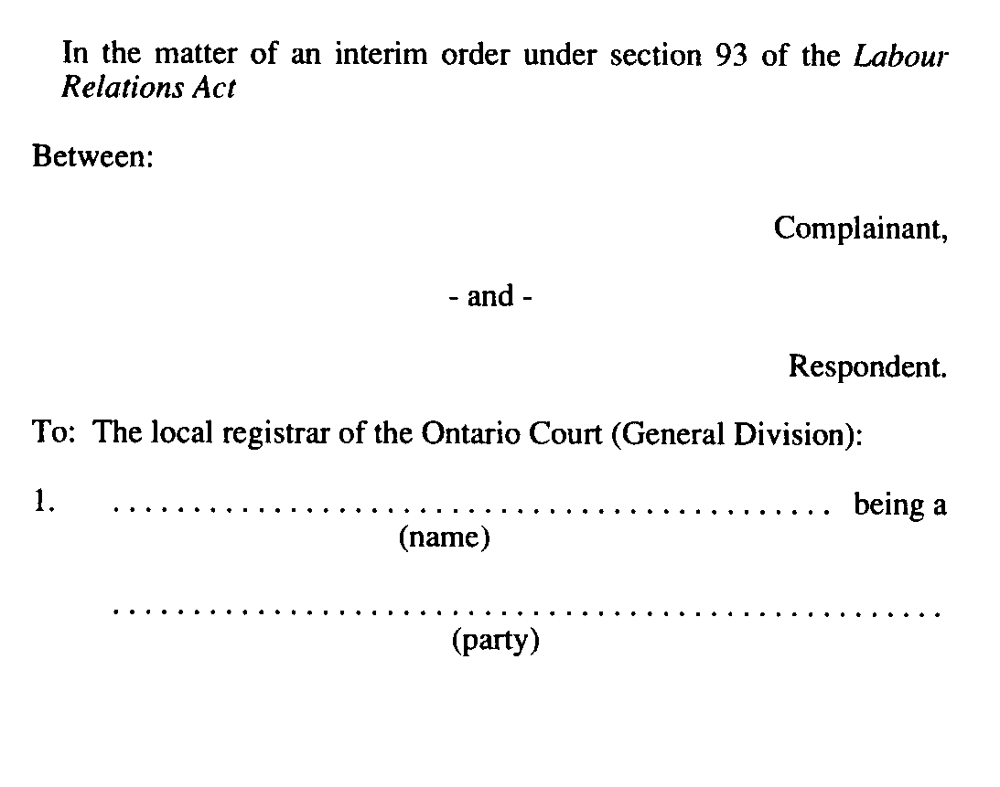 In the matter of an interim order under section 93 of the Labour
Relations Act
Between:
Complainant,
- and -
Respondent.
To: The local registrar of the Ontario Court (General Division):
1. ............................................ being a
(name)
...................................................
(party)